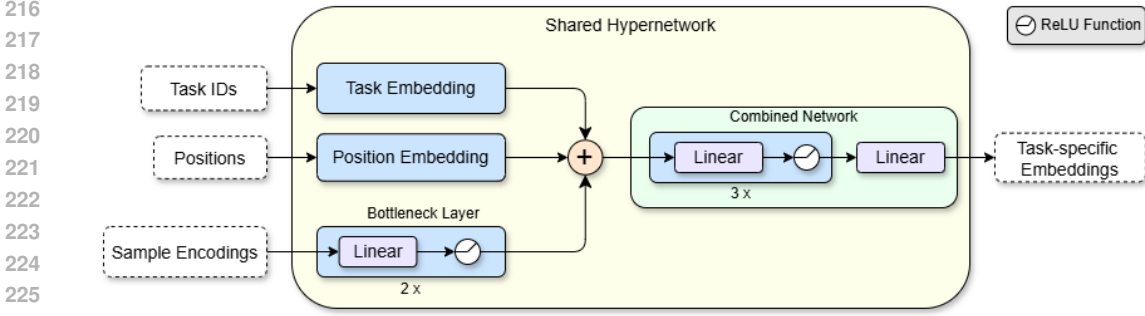 216
217
218
219
220
221
222
223
224
225
Shared Hypernetwork
ReLU Function
Task IDs
Task Embedding
Positions
Position Embedding
+
Combined Network
Linear
Linear
3 x
Task-specific
Embeddings
Bottleneck Layer
Sample Encodings
Linear
2 x